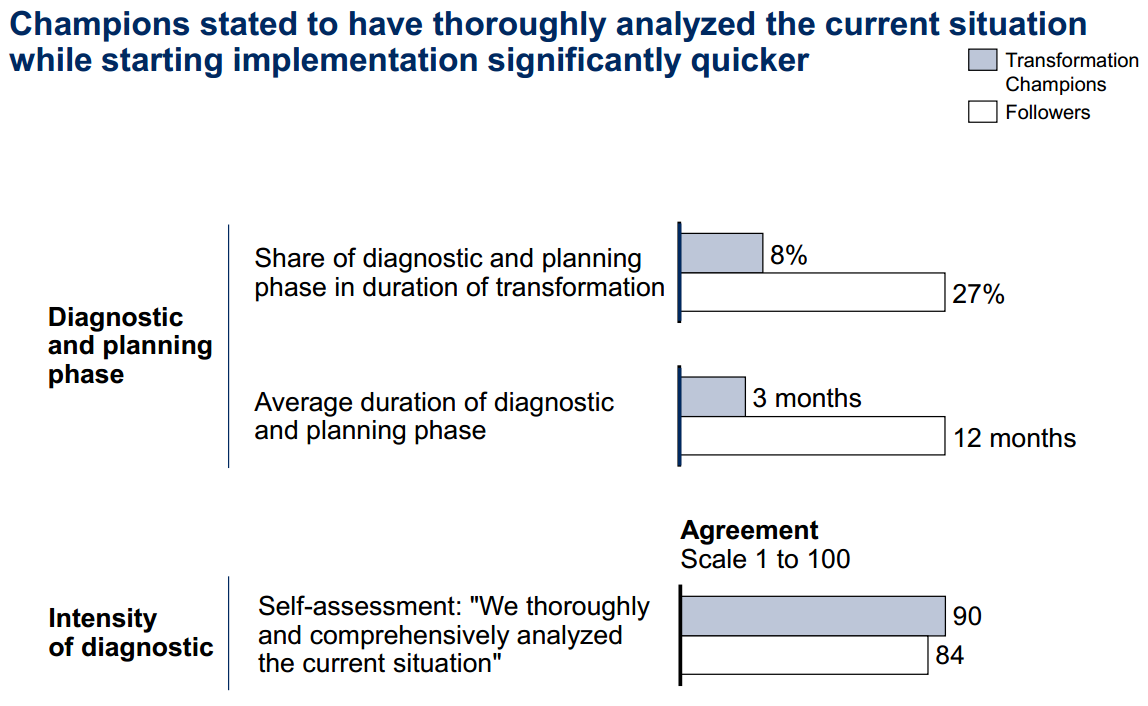 Champions stated to have thoroughly analyzed the current situation
while starting implementation significantly quicker
Transformation
Champions
Followers
Diagnostic
and planning
phase
Share of diagnostic and planning
phase in duration of transformation
8%
27%
Average duration of diagnostic
and planning phase
3 months
12 months
Agreement
Scale 1 to 100
Intensity
of diagnostic
Self-assessment: "We thoroughly
and comprehensively analyzed
the current situation"
90
84